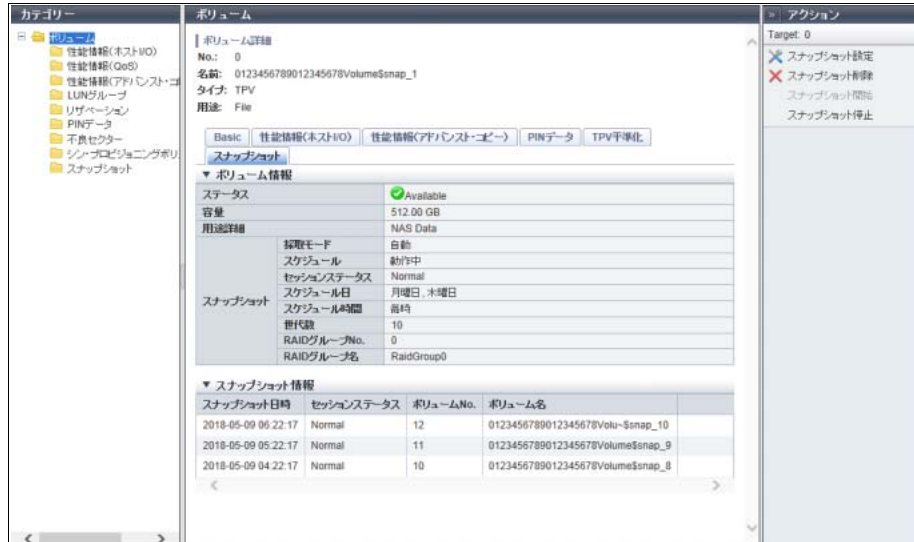 カテゴリー
ボリューム
性能情報(ホストI/O)
性能情報(QoS)
性能情報(アドバンスト・コピ
LUNグループ
リザベーション
PINデータ
不良セクター
シン・プロビジョニングボリ
スナップショット
ボリューム
ボリューム詳細
No.: 0
名前: 0123456789012345678Volume$snap_1
タイプ: TPV
用途: File
Basic 性能情報(ホストI/O) 性能情報(アドバンスト・コピー) PINデータ TPV平準化
スナップショット
▼ ボリューム情報
ステータス Available
容量 512.00 GB
用途詳細 NAS Data
スナップショット
採取モード 自動
スケジュール 動作中
セッションステータス Normal
スケジュール日 月曜日, 水曜日
スケジュール時間 毎時
世代数 10
RAIDグループNo. 0
RAIDグループ名 RaidGroup0
▼ スナップショット情報
スナップショット日時 セッションステータス ボリュームNo. ボリューム名
2018-05-09 06:22:17 Normal 12 0123456789012345678Volu~$snap_10
2018-05-09 05:22:17 Normal 11 0123456789012345678Volume$snap_9
2018-05-09 04:22:17 Normal 10 0123456789012345678Volume$snap_8
» アクション
Target: 0
スナップショット設定
スナップショット削除
スナップショット開始
スナップショット停止